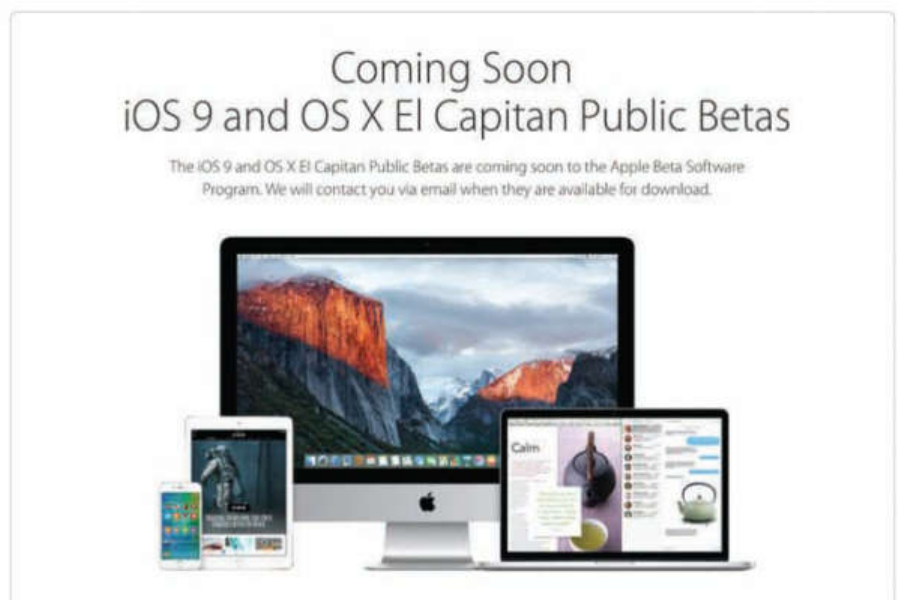 Coming Soon
iOS 9 and OS X El Capitan Public Betas
The iOS 9 and OS X El Capitan Public Betas are coming soon to the Apple Beta Software
Program. We will contact you via email when they are available for download.
Calm